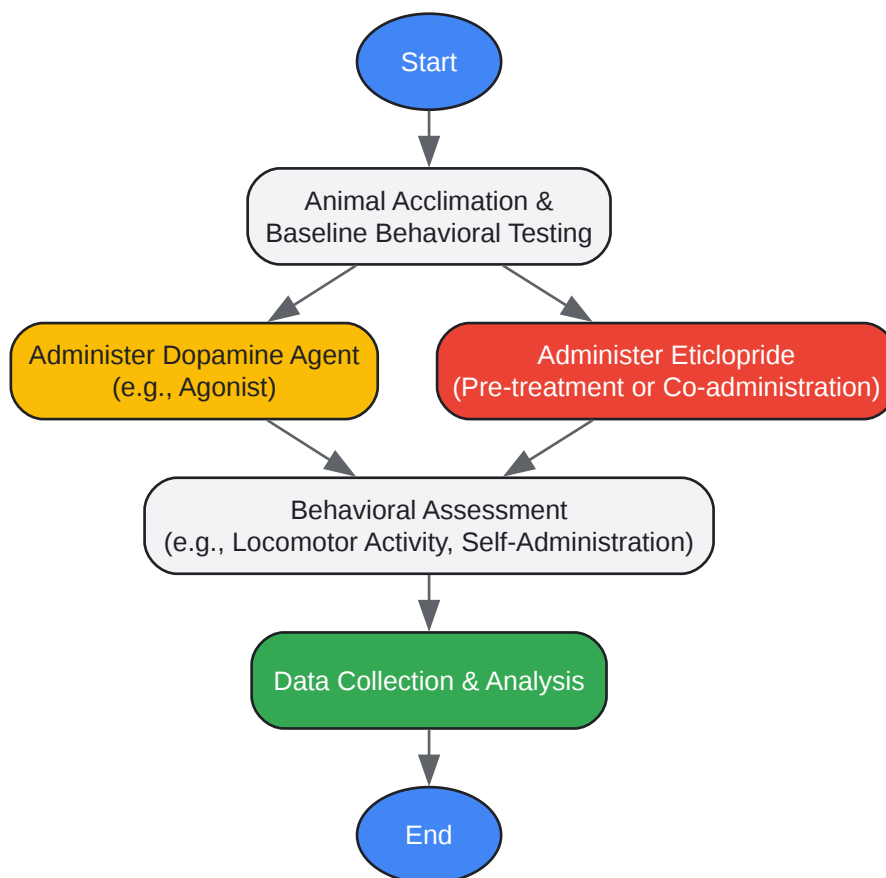 Start
Animal Acclimation &
Baseline Behavioral Testing
Administer Dopamine Agent
(e.g., Agonist)
Administer Eticlopride
(Pre-treatment or Co-administration)
Behavioral Assessment
(e.g., Locomotor Activity, Self-Administration)
Data Collection & Analysis
End